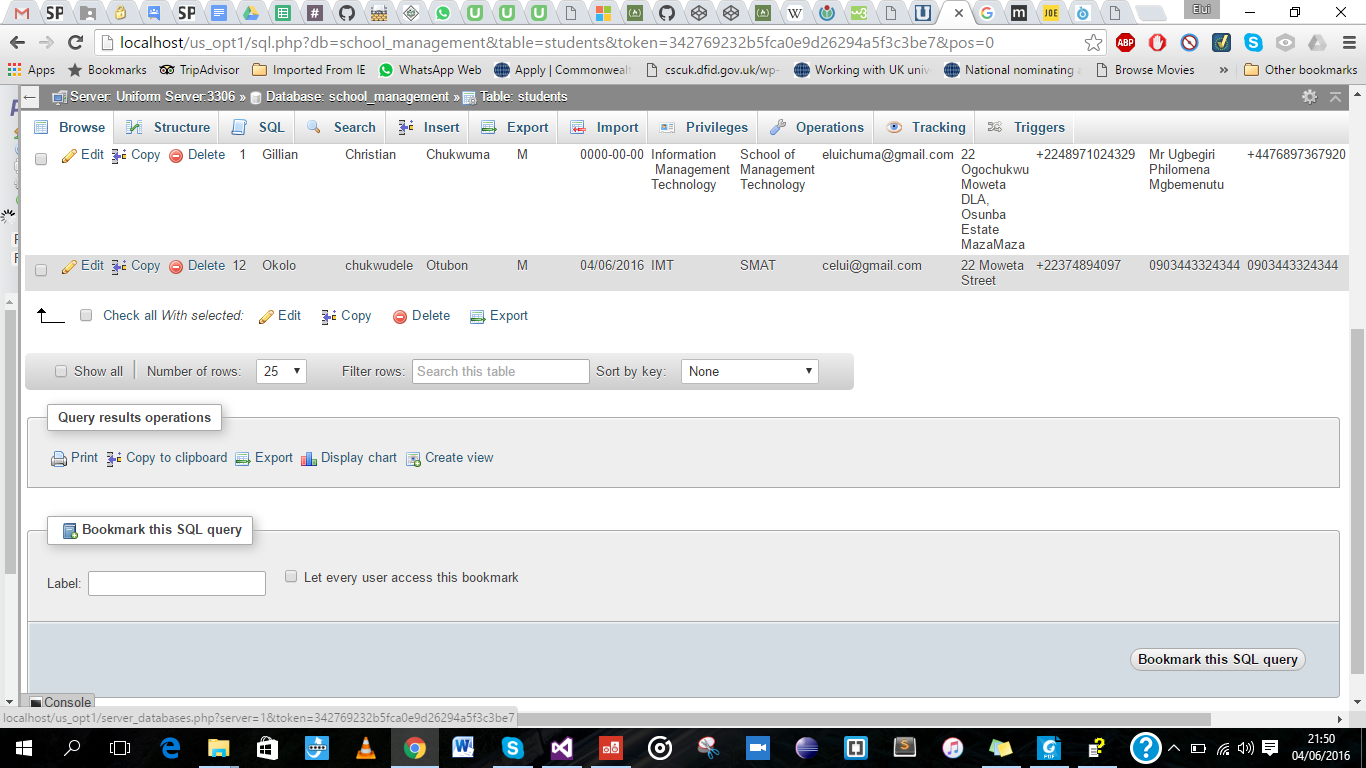 Elui
localhost/us_opt1/sql.php?db=school_management&table=students&token=342769232b5fca0e9d26294a5f3c3be7&pos=0
Apps Bookmarks TripAdvisor Imported From IE WhatsApp Web Apply | Commonwealt cscuk.dfid.gov.uk/wp- Working with UK univ National nominating a Browse Movies » Other bookmarks
Server: Uniform Server:3306 » Database: school_management » Table: students
Browse Structure SQL Search Insert Export Import Privileges Operations Tracking Triggers
Edit Copy Delete 1 Gillian Christian Chukwuma M 0000-00-00 Information School of eluichuma@gmail.com 22 +2248971024329 Mr Ugbegiri +4476897367920
Management Management Ogochukwu Philomena
Technology Technology Moweta Mgbemenutu
DLA,
Osunba
Estate
MazaMaza
Edit Copy Delete 12 Okolo chukwudele Otubon M 04/06/2016 IMT SMAT celui@gmail.com 22 Moweta +22374894097 0903443324344 0903443324344
Street
Check all With selected: Edit Copy Delete Export
Show all Number of rows: 25 Filter rows: Search this table Sort by key: None
Query results operations
Print Copy to clipboard Export Display chart Create view
Bookmark this SQL query
Label: Let every user access this bookmark
Bookmark this SQL query
Console
localhost/us_opt1/server_databases.php?server=1&token=342769232b5fca0e9d26294a5f3c3be7
21:50
04/06/2016